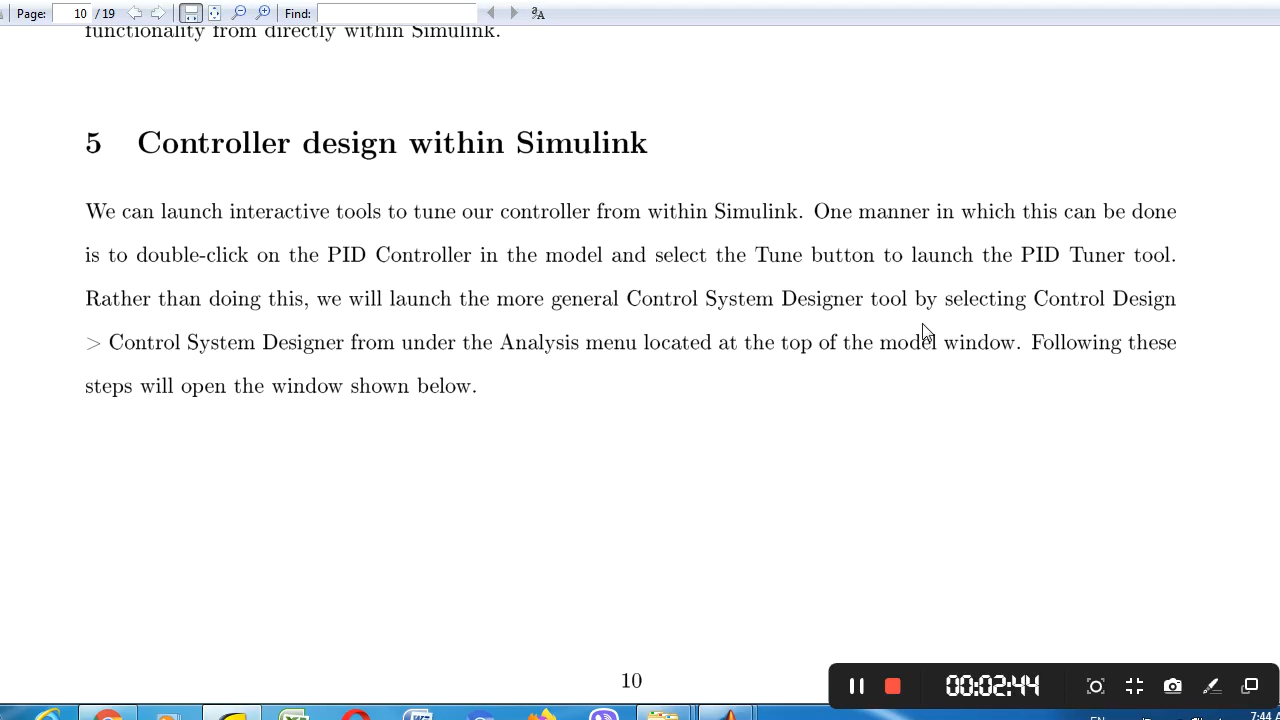 Page: 10 / 19 Find:
functionality from directly within Simulink.
5 Controller design within Simulink
We can launch interactive tools to tune our controller from within Simulink. One manner in which this can be done
is to double-click on the PID Controller in the model and select the Tune button to launch the PID Tuner tool.
Rather than doing this, we will launch the more general Control System Designer tool by selecting Control Design
> Control System Designer from under the Analysis menu located at the top of the model window. Following these
steps will open the window shown below.
10
00:02:44